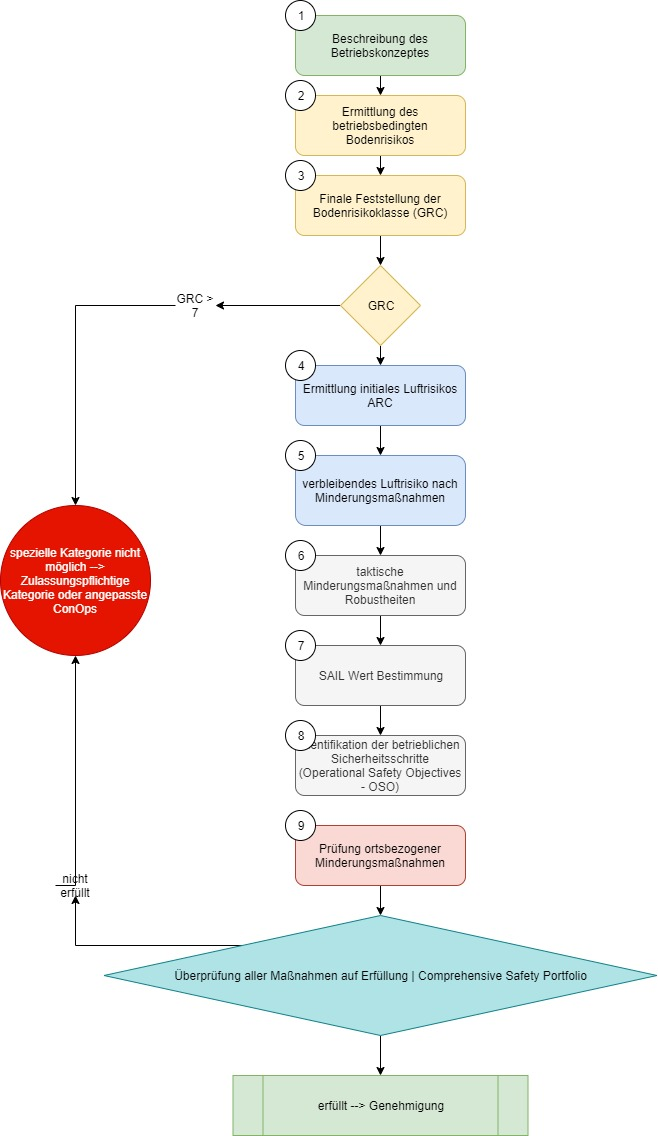 1
Beschreibung des
Betriebskonzeptes
2
Ermittlung des
betriebsbedingten
Bodenrisikos
3
Finale Feststellung der
Bodenrisikoklasse (GRC)
GRC
GRC >
7
4
Ermittlung initiales Luftrisikos
ARC
5
verbleibendes Luftrisiko nach
Minderungsmaßnahmen
spezielle Kategorie nicht
möglich -->
Zulassungspflichtige
Kategorie oder angepasste
ConOps
6
taktische
Minderungsmaßnahmen und
Robustheiten
7
SAIL Wert Bestimmung
8
entifikation der betrieblichen
Sicherheitsschritte
(Operational Safety Objectives
- OSO)
9
Prüfung ortsbezogener
Minderungsmaßnahmen
nicht
erfüllt
Überprüfung aller Maßnahmen auf Erfüllung | Comprehensive Safety Portfolio
erfüllt --> Genehmigung